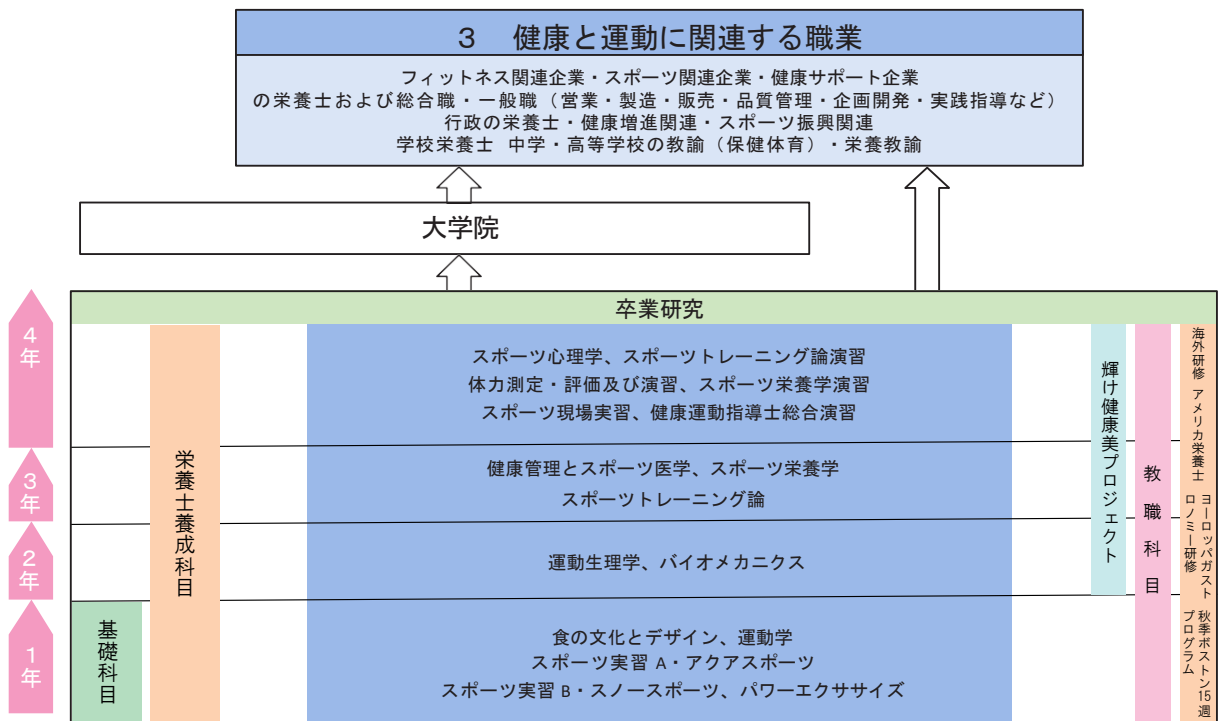 3 健康と運動に関連する職業
フィットネス関連企業・スポーツ関連企業・健康サポート企業
の栄養士および総合職・一般職（営業・製造・販売・品質管理・企画開発・実践指導など）
行政の栄養士・健康増進関連・スポーツ振興関連
学校栄養士 中学・高等学校の教諭（保健体育）・栄養教諭
大学院
卒業研究
4年
3年
2年
1年
基礎科目
栄養士養成科目
スポーツ心理学、スポーツトレーニング論演習
体力測定・評価及び演習、スポーツ栄養学演習
スポーツ現場実習、健康運動指導士総合演習
健康管理とスポーツ医学、スポーツ栄養学
スポーツトレーニング論
運動生理学、バイオメカニクス
食の文化とデザイン、運動学
スポーツ実習 A・アクアスポーツ
スポーツ実習 B・スノースポーツ、パワーエクササイズ
輝け健康美プロジェクト
教職科目
海外研修 アメリカ栄養士
ヨーロッパガスト
ロノミー研修
秋季ボストン15週
プログラム